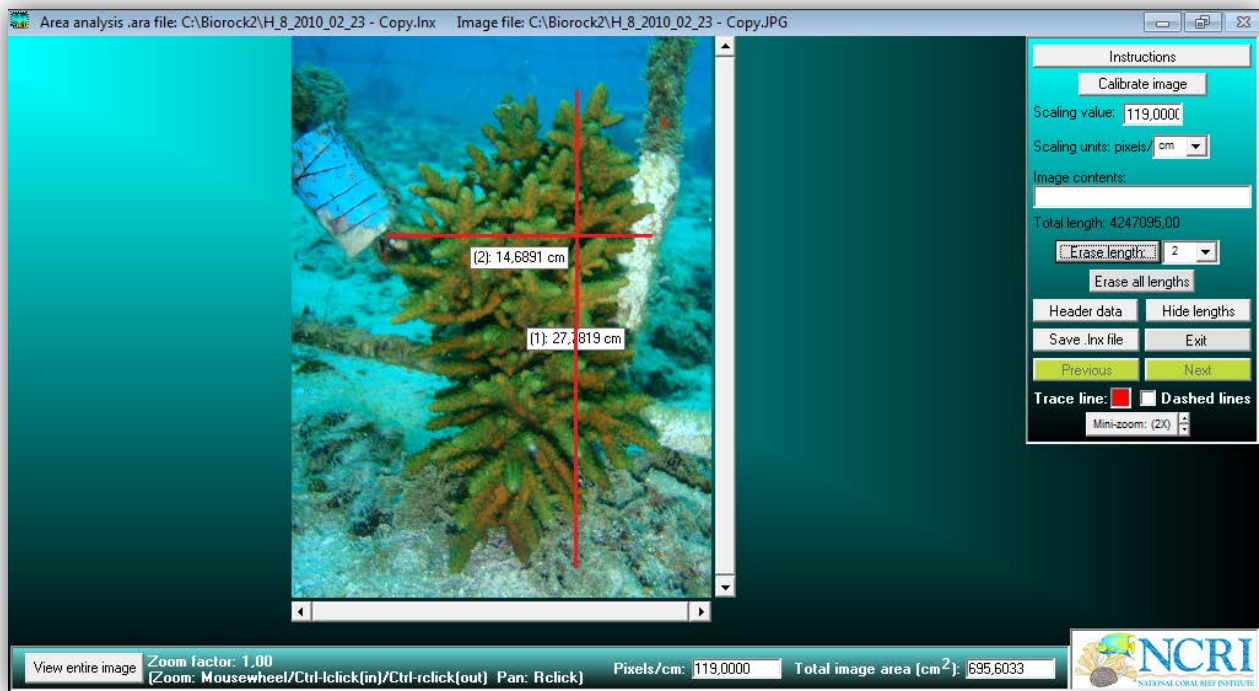 Area analysis .ara file: C:\Biorock2\H_8_2010_02_23 - Copy.lnx Image file: C:\Biorock2\H_8_2010_02_23 - Copy.JPG
Instructions
Calibrate image
Scaling value: 119,0000
Scaling units: pixels/ cm
Image contents:
Total length: 4247095,00
Erase length: 2
Erase all lengths
Header data Hide lengths
Save .lnx file Exit
Previous Next
Trace line: Dashed lines
Mini-zoom: (2X)
(2): 14,6891 cm
(1): 27,7819 cm
View entire image
Zoom factor: 1,00
(Zoom: Mousewheel/Ctrl-lclick(in)/Ctrl-rclick(out) Pan: Rclick)
Pixels/cm: 119,0000 Total image area (cm2): 695,6033
NCRI
NATIONAL CORAL REEF INSTITUTE